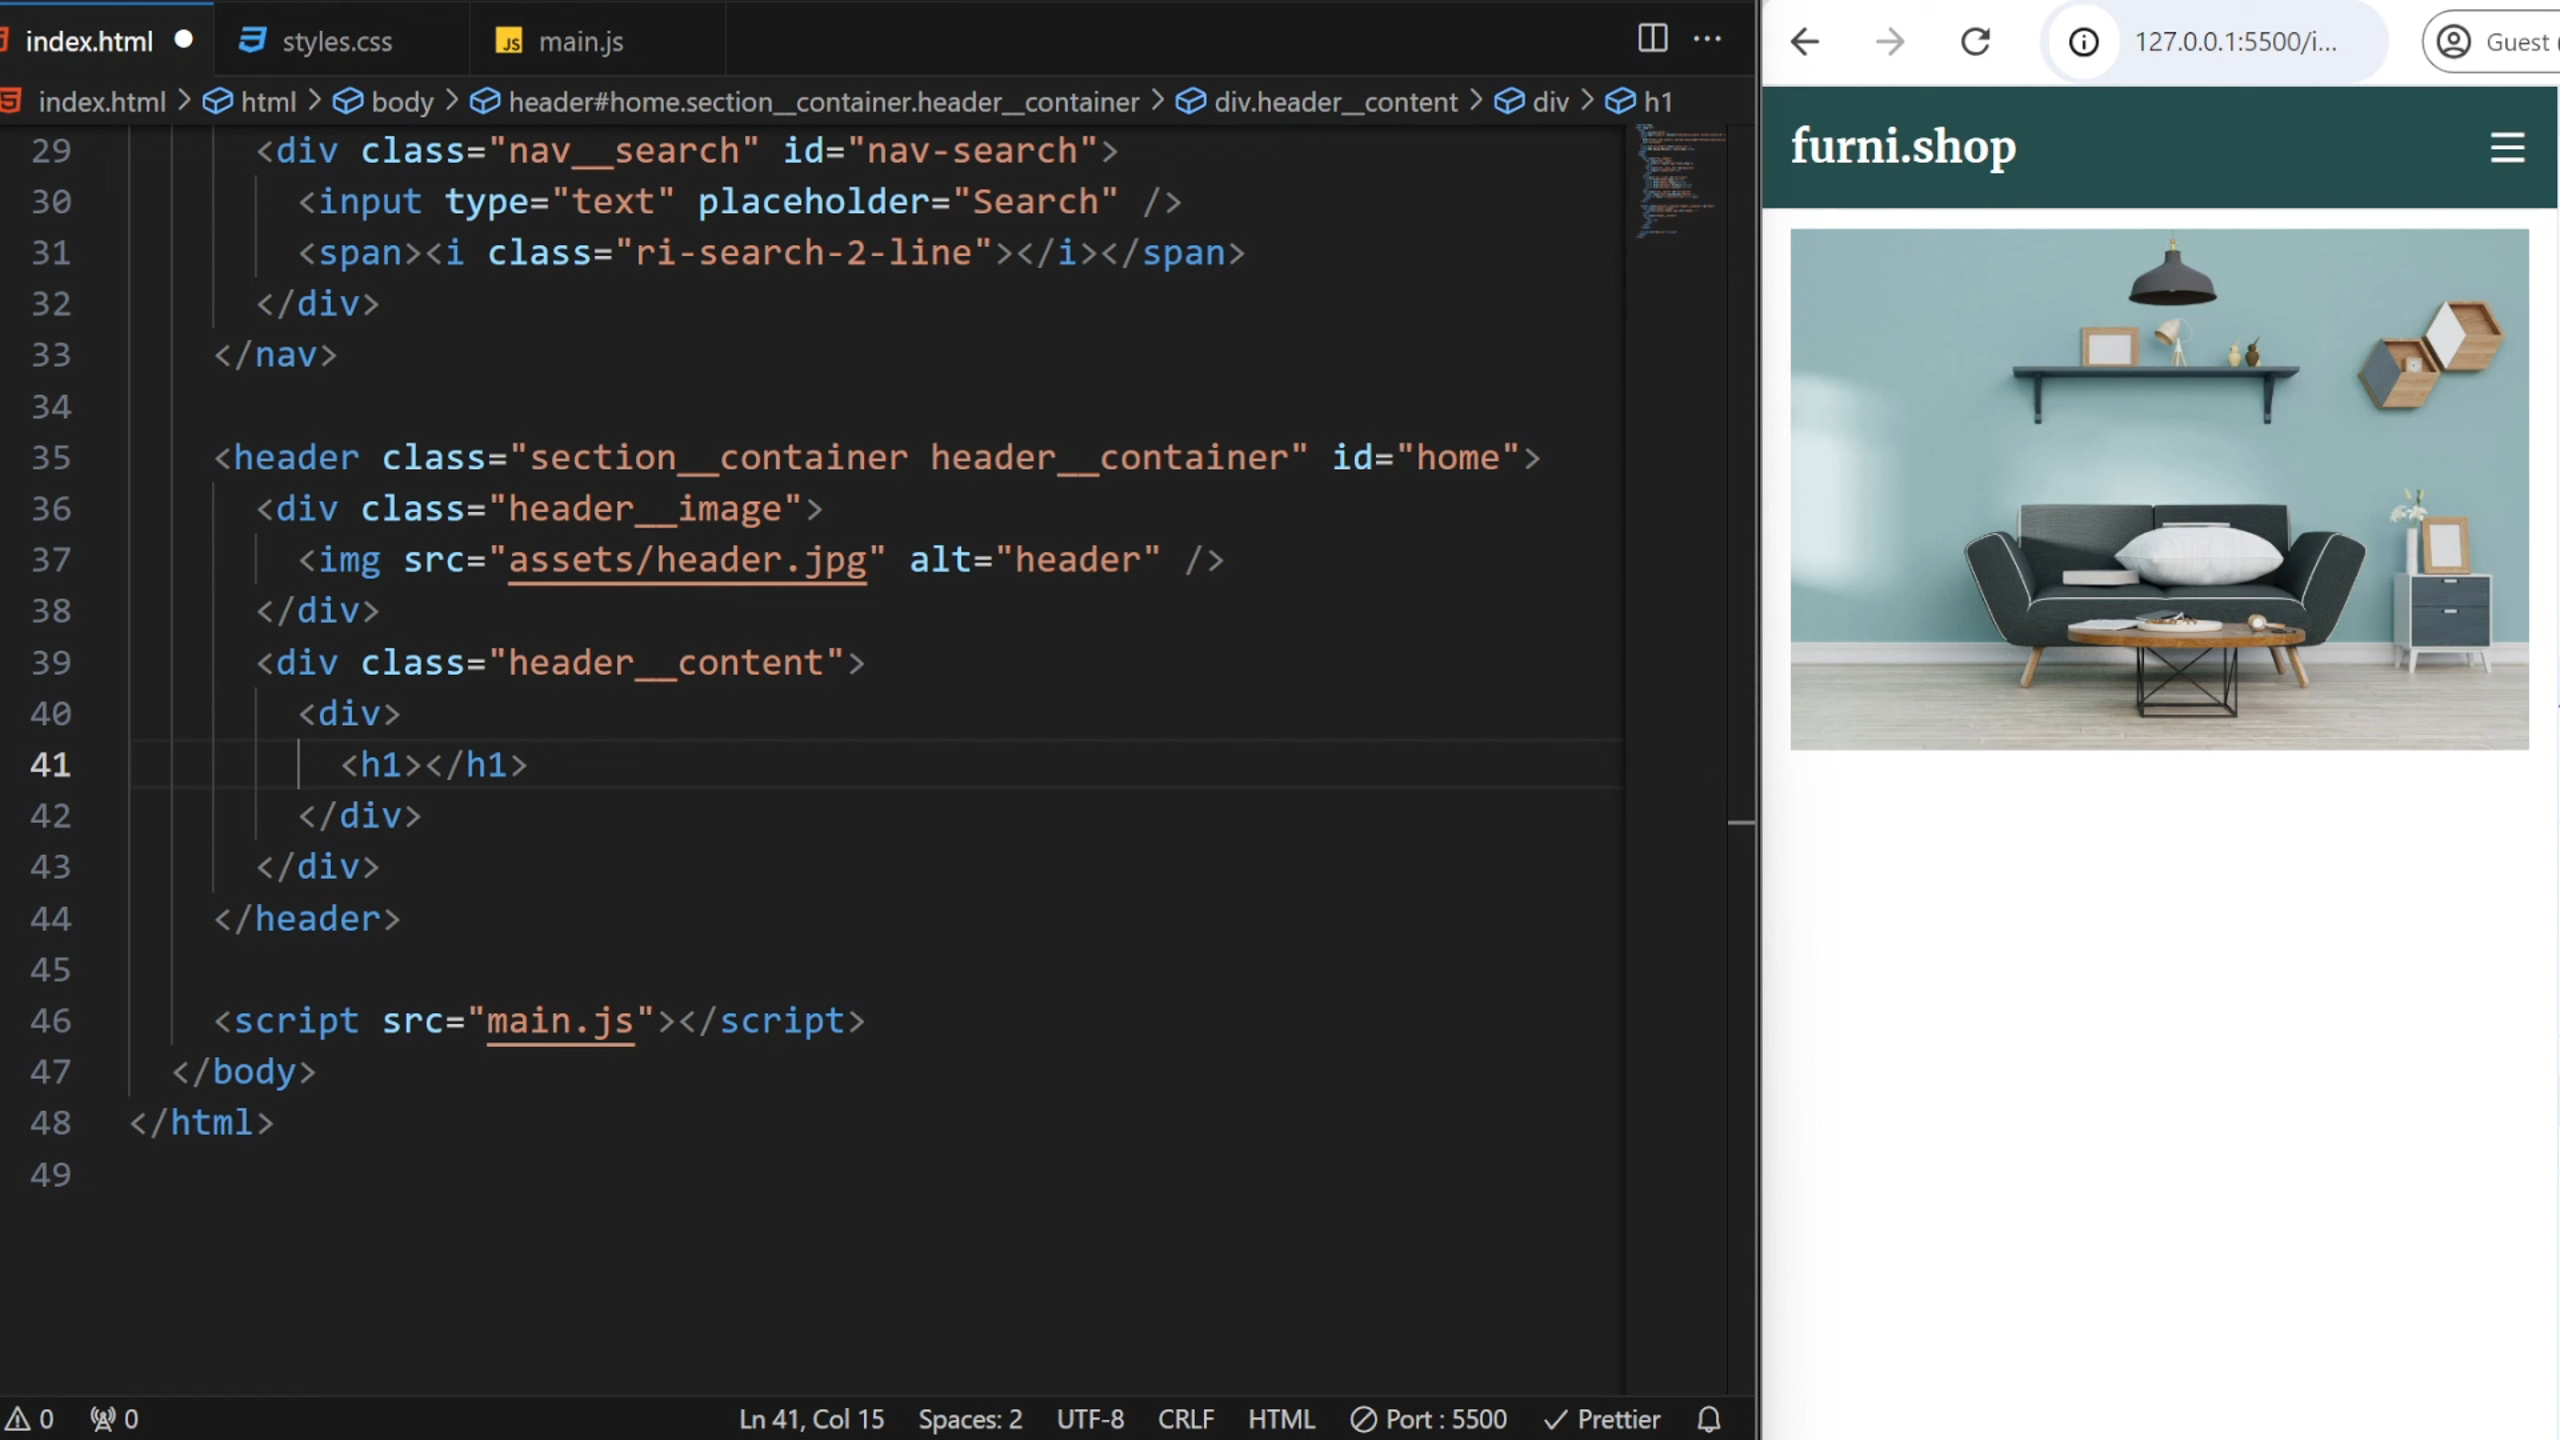 index.html
styles.css
JS main.js
127.0.0.1:5500/i...
Guest
index.html > html > body > header#home.section__container.header__container > div.header__content > div > h1
29 <div class="nav__search" id="nav-search">
30 <input type="text" placeholder="Search" />
31 <span><i class="ri-search-2-line"></i></span>
32 </div>
33 </nav>
34
35 <header class="section__container header__container" id="home">
36 <div class="header__image">
37 <img src="assets/header.jpg" alt="header" />
38 </div>
39 <div class="header__content">
40 <div>
41 <h1></h1>
42 </div>
43 </div>
44 </header>
45
46 <script src="main.js"></script>
47 </body>
48 </html>
49
furni.shop
0 0 Ln 41, Col 15 Spaces: 2 UTF-8 CRLF HTML Port : 5500 Prettier